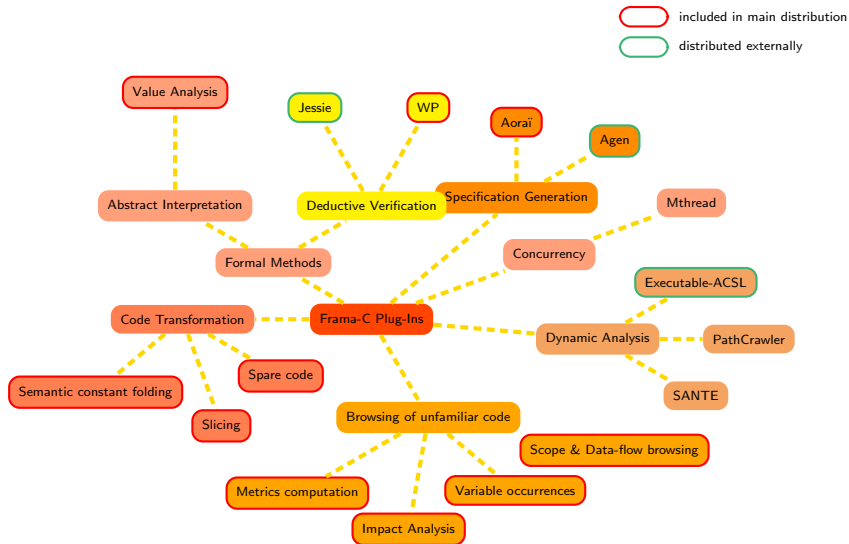 included in main distribution
distributed externally
Value Analysis
Jessie
WP
Aoraï
Agen
Abstract Interpretation
Deductive Verification
Specification Generation
Mthread
Formal Methods
Concurrency
Executable-ACSL
Code Transformation
Frama-C Plug-Ins
Dynamic Analysis
PathCrawler
Semantic constant folding
Spare code
SANTE
Slicing
Browsing of unfamiliar code
Scope & Data-flow browsing
Metrics computation
Variable occurrences
Impact Analysis